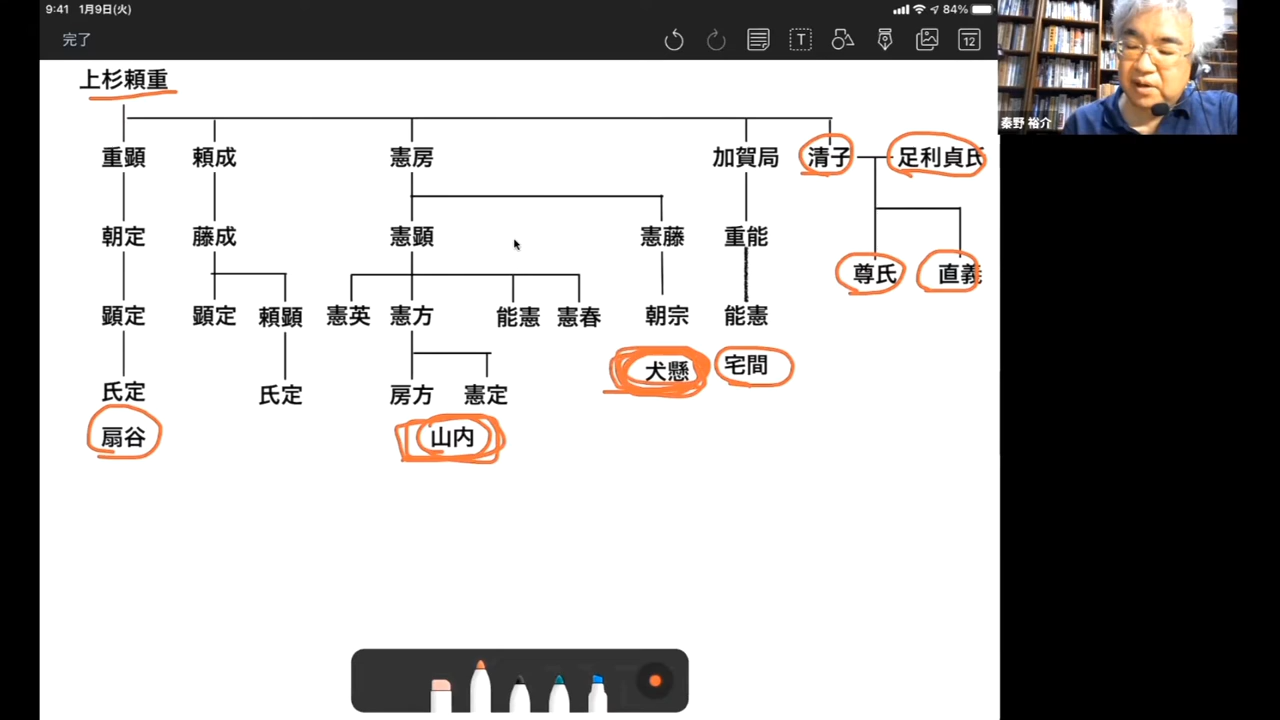 9:41 1月9日(火)
84%
完了
T
12
秦野 裕介
上杉頼重
重顕 頼成 憲房 加賀局 清子 足利貞氏
朝定 藤成 憲顕 憲藤 重能
尊氏 直義
顕定 顕定 頼顕 憲英 憲方 能憲 憲春 朝宗 能憲
犬懸 宅間
氏定 氏定 房方 憲定
扇谷 山内